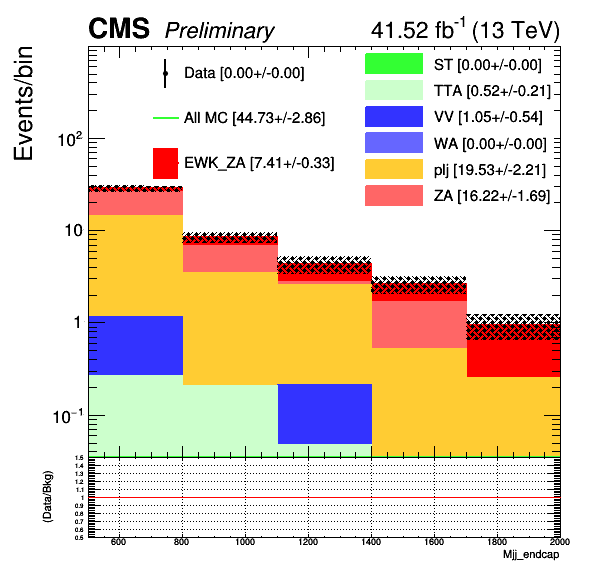 CMS Preliminary 41.52 fb⁻¹ (13 TeV)
Events/bin
Data [0.00+/-0.00]
All MC [44.73+/-2.86]
EWK_ZA [7.41+/-0.33]
ST [0.00+/-0.00]
TTA [0.52+/-0.21]
VV [1.05+/-0.54]
WA [0.00+/-0.00]
plj [19.53+/-2.21]
ZA [16.22+/-1.69]
10²
10
1
10⁻¹
(Data/Bkg)
1.5
1.4
1.3
1.2
1.1
1
0.9
0.8
0.7
0.6
0.5
600 800 1000 1200 1400 1600 1800 2000
Mjj_endcap